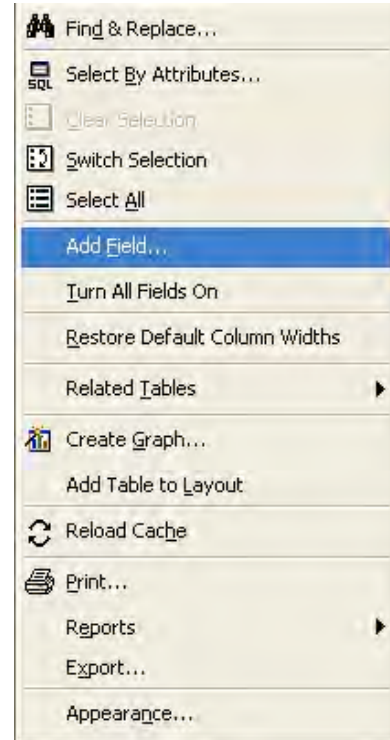 Find & Replace...
SQL Select By Attributes...
Clear Selection
Switch Selection
Select All
Add Field...
Turn All Fields On
Restore Default Column Widths
Related Tables
Create Graph...
Add Table to Layout
Reload Cache
Print...
Reports
Export...
Appearance...